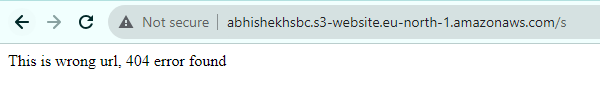 Not secure | abhishekhsbc.s3-website.eu-north-1.amazonaws.com/s
This is wrong url, 404 error found